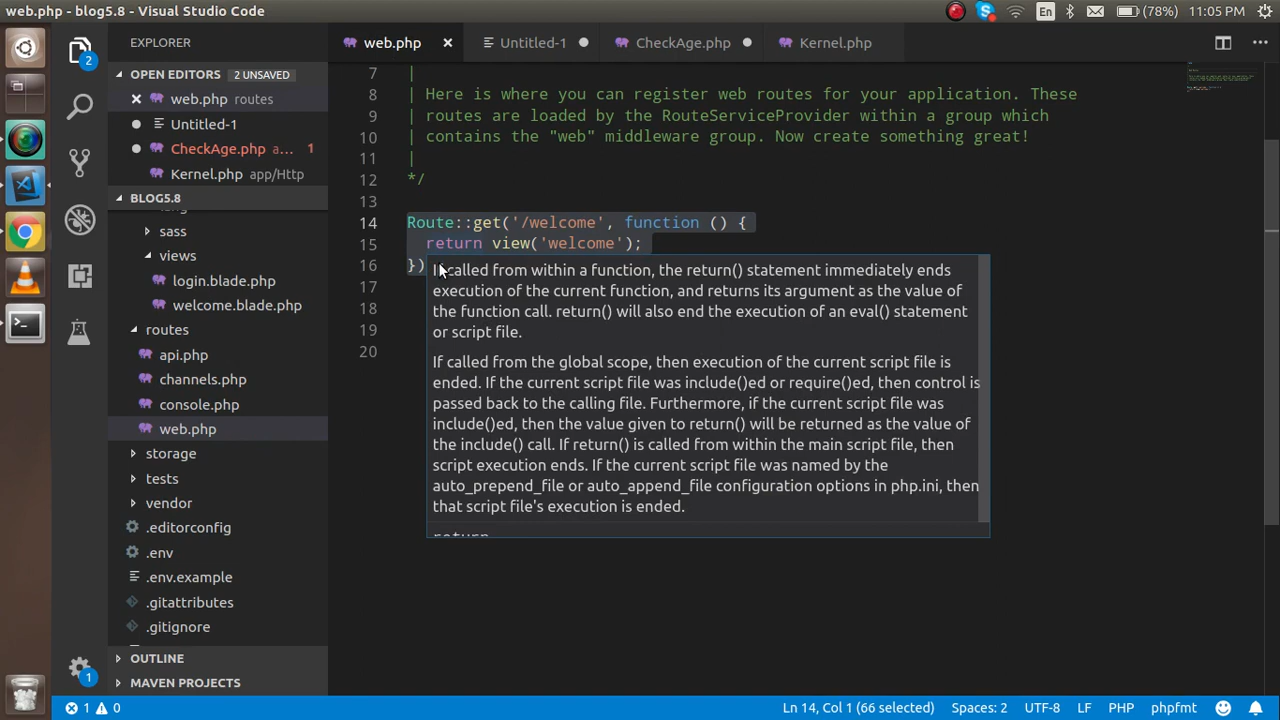 web.php - blog5.8 - Visual Studio Code
En
(78%)
11:05 PM
EXPLORER
OPEN EDITORS 2 UNSAVED
web.php routes
Untitled-1
CheckAge.php a... 1
Kernel.php app/Http
BLOG5.8
sass
views
login.blade.php
welcome.blade.php
routes
api.php
channels.php
console.php
web.php
storage
tests
vendor
.editorconfig
.env
.env.example
.gitattributes
.gitignore
OUTLINE
MAVEN PROJECTS
2
1
web.php
Untitled-1
CheckAge.php
Kernel.php
7 |
8 | Here is where you can register web routes for your application. These
9 | routes are loaded by the RouteServiceProvider within a group which
10 | contains the "web" middleware group. Now create something great!
11 |
12 */
13
14 Route::get('/welcome', function () {
15 return view('welcome');
16 })
17
18
19
20
If called from within a function, the return() statement immediately ends
execution of the current function, and returns its argument as the value of
the function call. return() will also end the execution of an eval() statement
or script file.
If called from the global scope, then execution of the current script file is
ended. If the current script file was include()ed or require()ed, then control is
passed back to the calling file. Furthermore, if the current script file was
include()ed, then the value given to return() will be returned as the value of
the include() call. If return() is called from within the main script file, then
script execution ends. If the current script file was named by the
auto_prepend_file or auto_append_file configuration options in php.ini, then
that script file's execution is ended.
return
1 0
Ln 14, Col 1 (66 selected)
Spaces: 2
UTF-8
LF
PHP
phpfmt